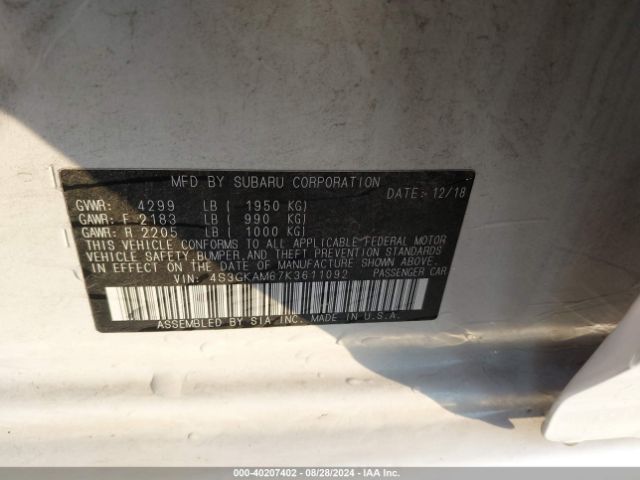 MFD BY SUBARU CORPORATION
DATE: 12/18
GVWR: 4299 LB ( 1950 KG)
GAWR: F 2183 LB ( 990 KG)
GAWR: R 2205 LB ( 1000 KG)
THIS VEHICLE CONFORMS TO ALL APPLICABLE FEDERAL MOTOR
VEHICLE SAFETY, BUMPER, AND THEFT PREVENTION STANDARDS
IN EFFECT ON THE DATE OF MANUFACTURE SHOWN ABOVE.
VIN: 4S3GKAM67K3611092 PASSENGER CAR
ASSEMBLED BY SIA INC. MADE IN U.S.A.
000-40207402 - 08/28/2024 - IAA Inc.